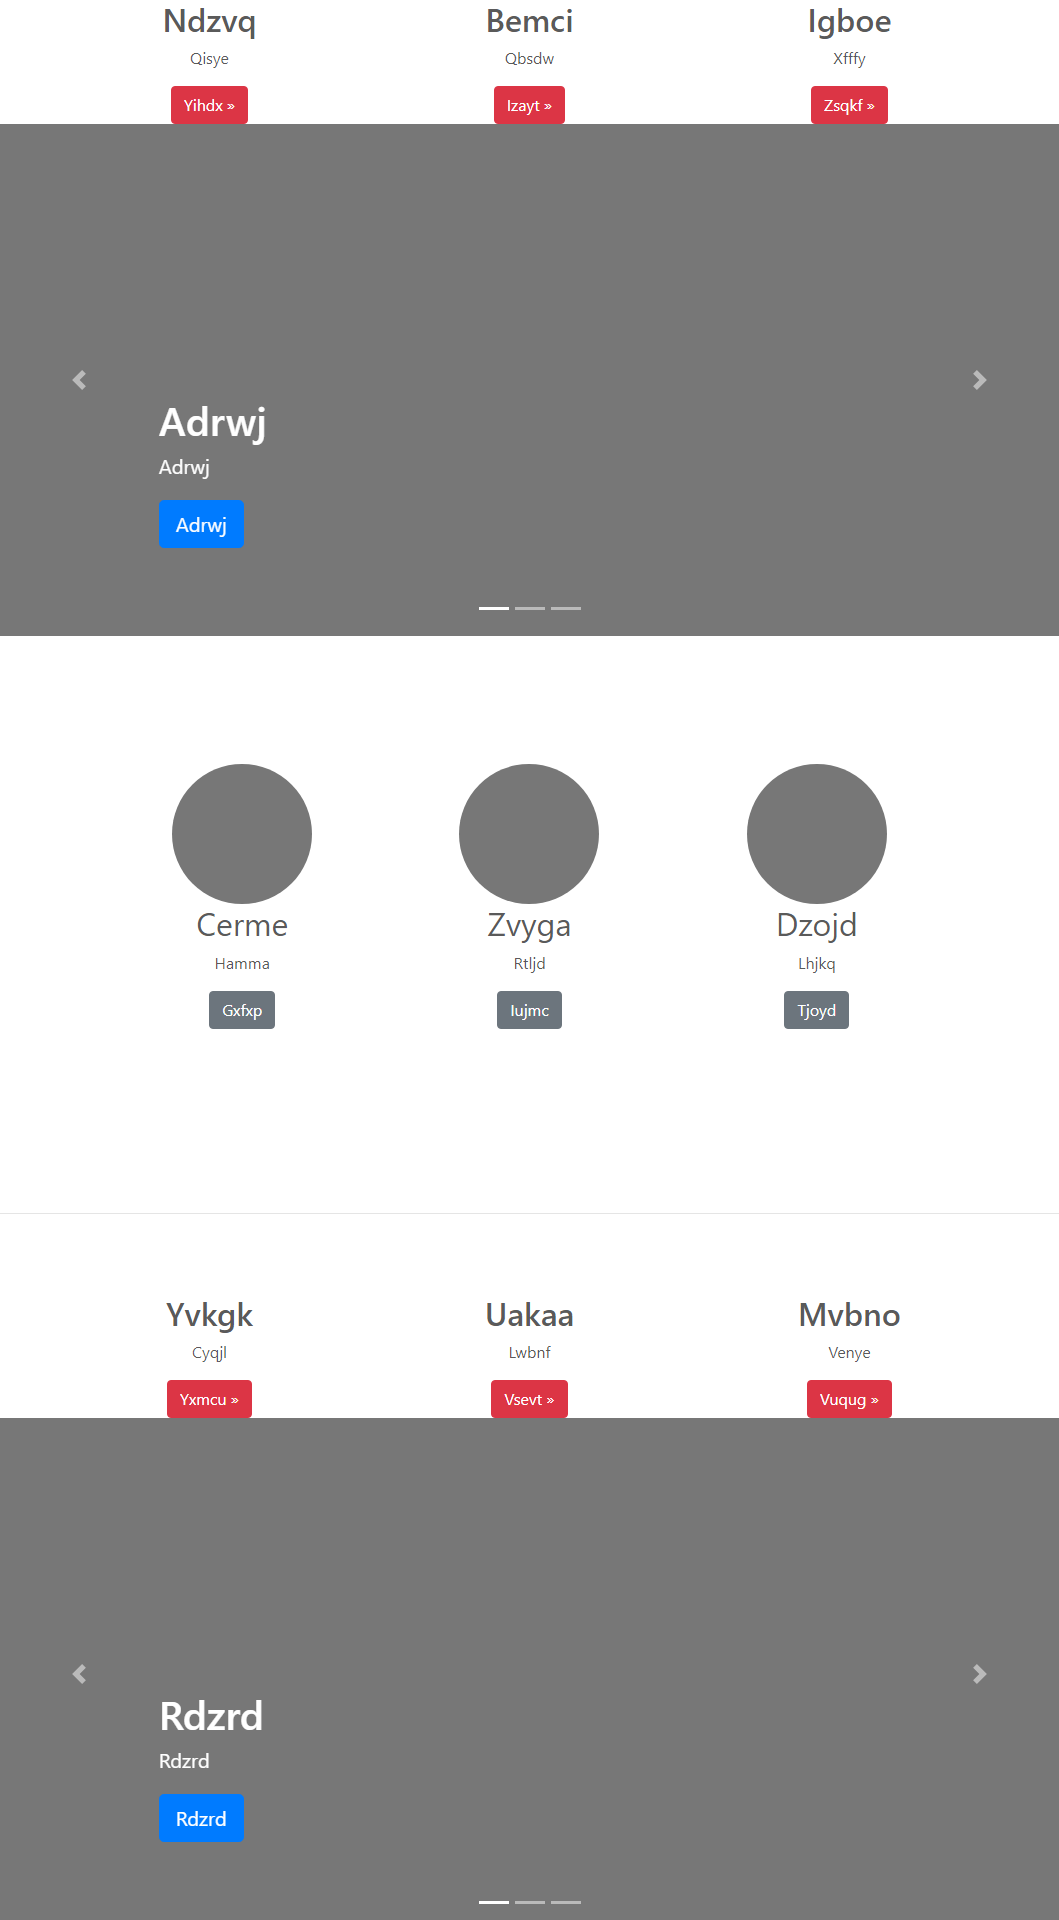 Ndzvq Bemci Igboe
Qisye Qbsdw Xfffy
Yihdx » Izayt » Zsqkf »
Adrwj
Adrwj
Adrwj
Cerme Zvyga Dzojd
Hamma Rtljd Lhjkq
Gxfxp Iujmc Tjoyd
Yvkgk Uakaa Mvbno
Cyqjl Lwbnf Venye
Yxmcu » Vsevt » Vuqug »
Rdzrd
Rdzrd
Rdzrd